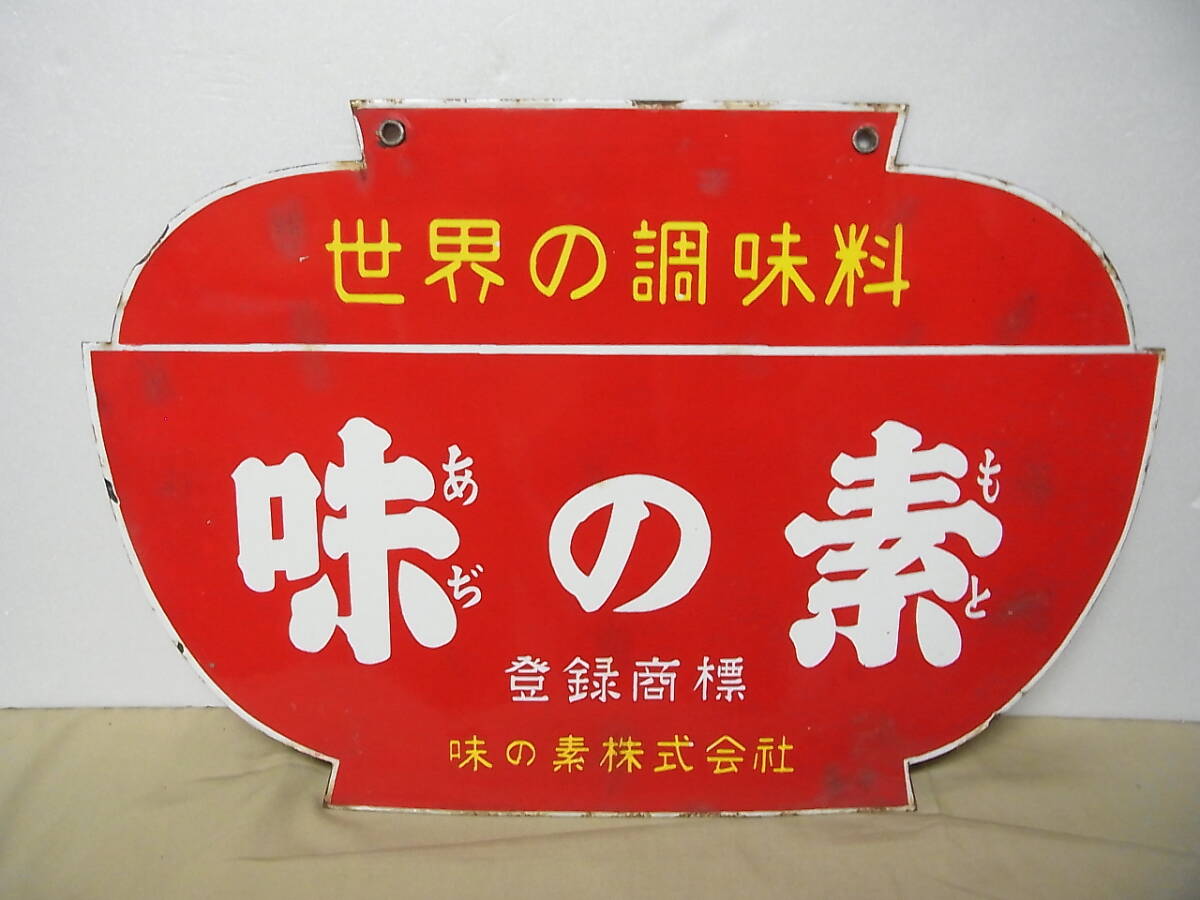 世界の調味料
味の素
あぢ
もと
登録商標
味の素株式会社